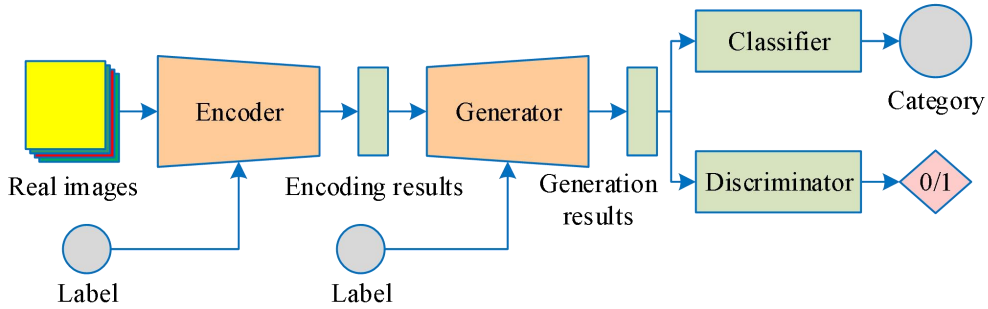 Classifier
Encoder
Generator
Category
Real images
Encoding results
Generation
results
Discriminator
0/1
Label
Label